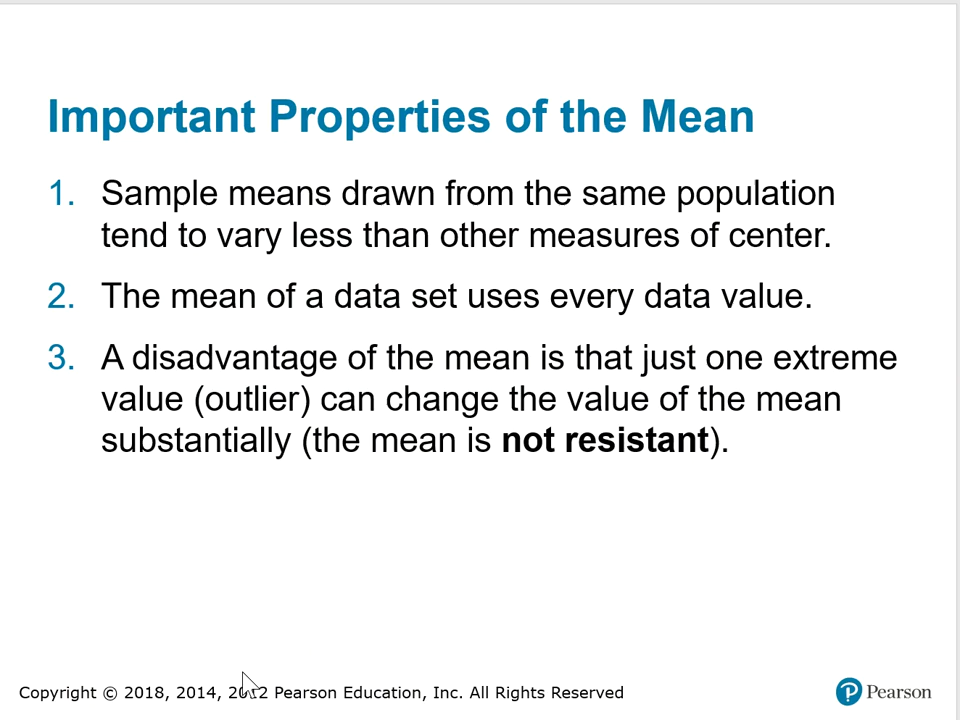 Important Properties of the Mean
1. Sample means drawn from the same population
tend to vary less than other measures of center.
2. The mean of a data set uses every data value.
3. A disadvantage of the mean is that just one extreme
value (outlier) can change the value of the mean
substantially (the mean is not resistant).
Copyright © 2018, 2014, 2012 Pearson Education, Inc. All Rights Reserved
Pearson